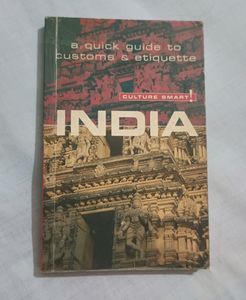 a quick guide to
customs & etiquette
CULTURE SMART!
INDIA